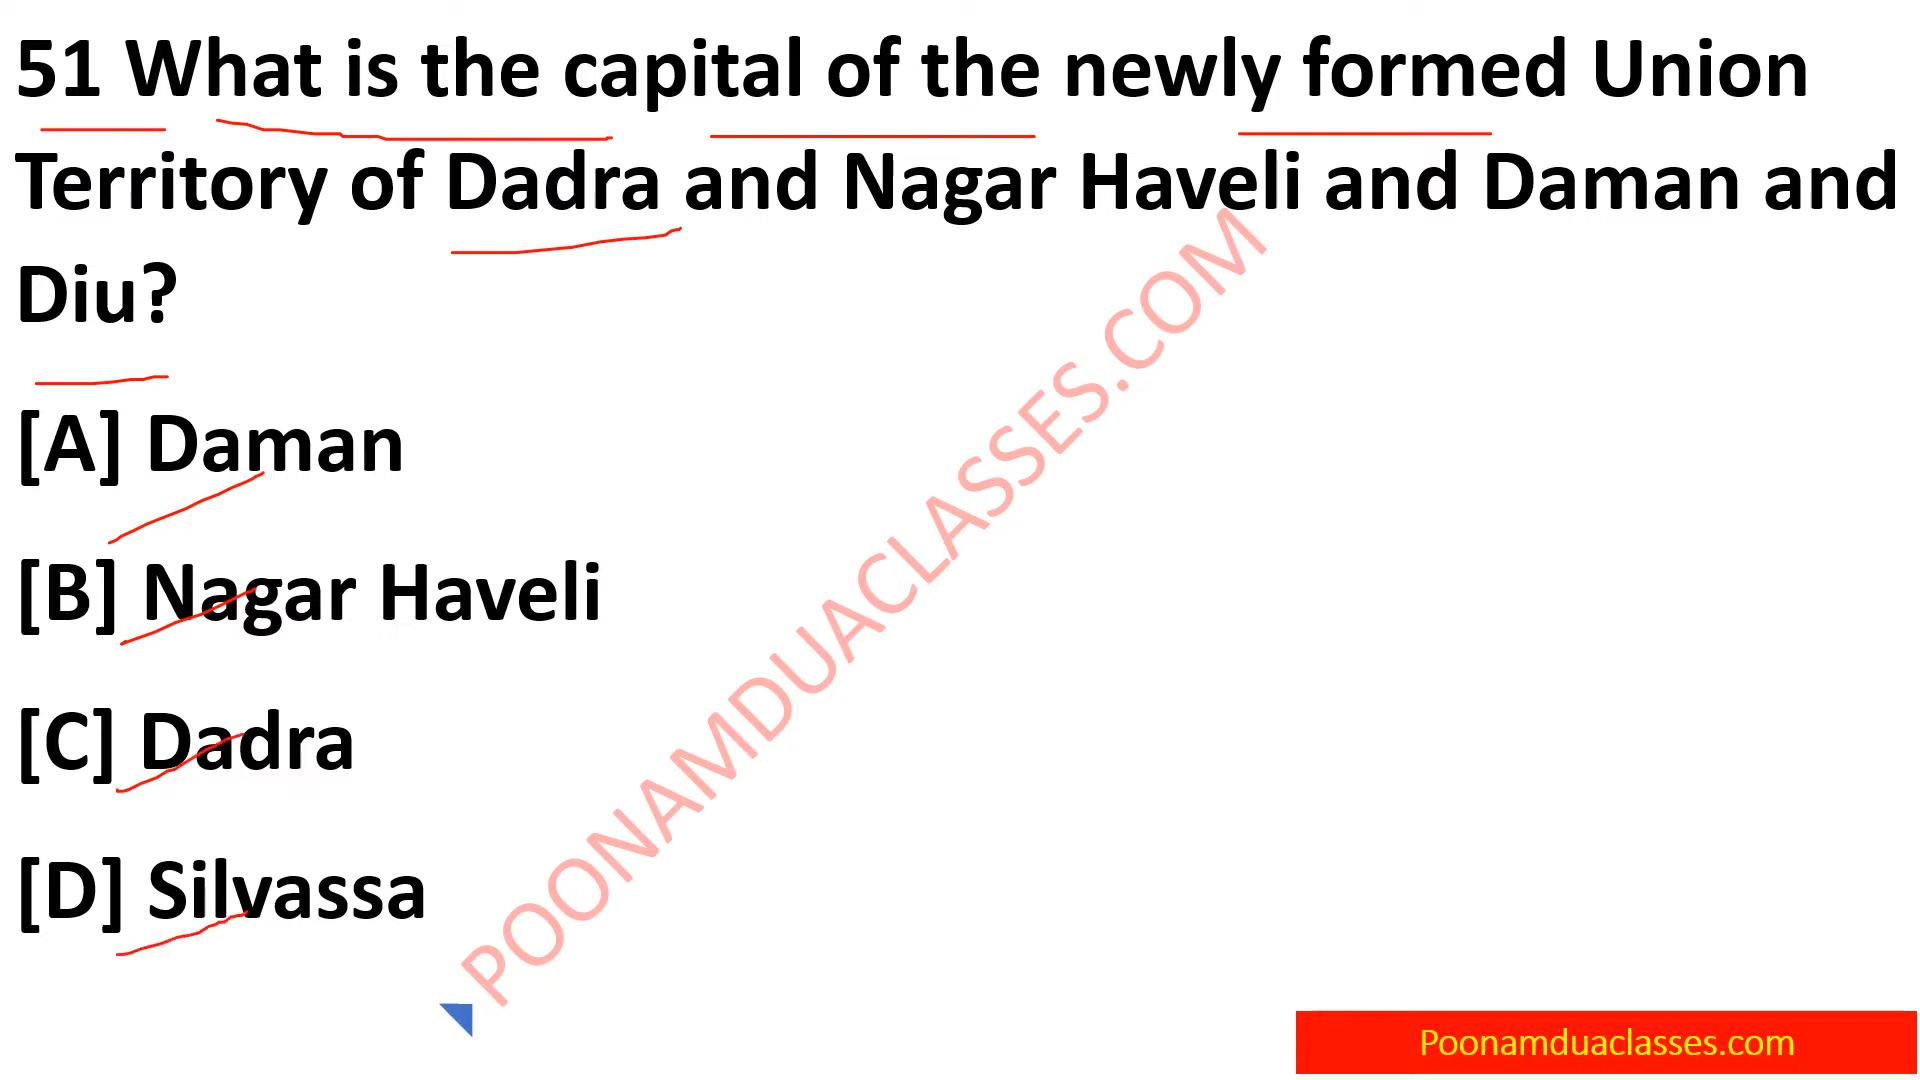 51 What is the capital of the newly formed Union
Territory of Dadra and Nagar Haveli and Daman and
Diu?
[A] Daman
[B] Nagar Haveli
[C] Dadra
[D] Silvassa
POONAMDUACLASSES.COM
Poonamduaclasses.com